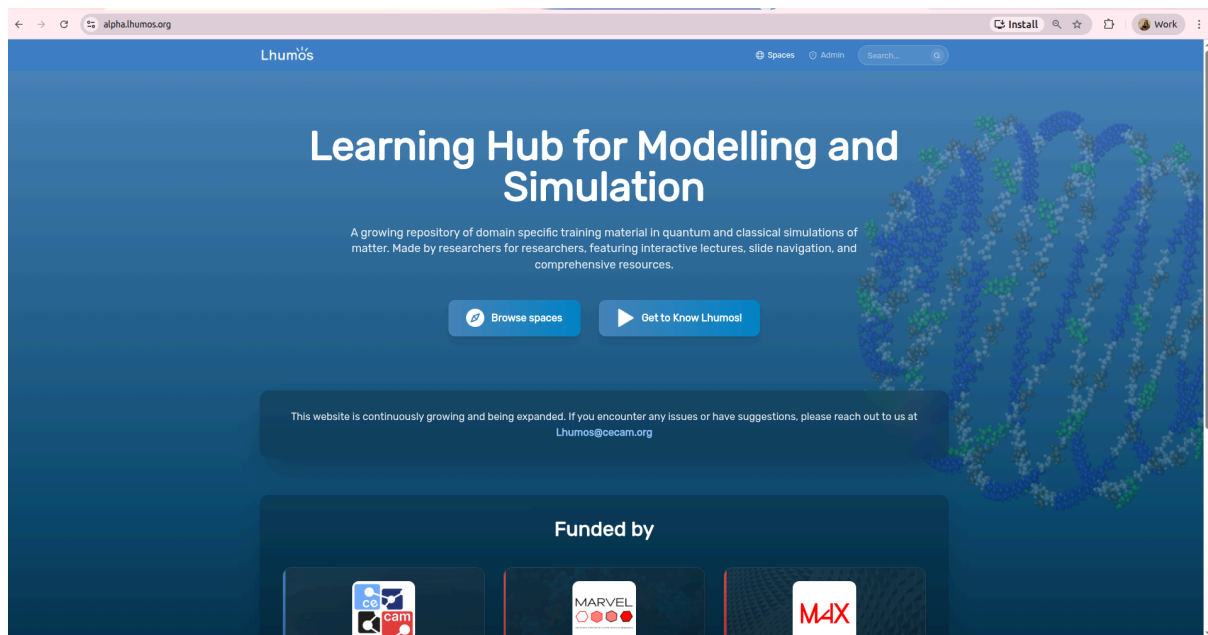 alpha.lhumos.org
Install
Work
Lhumos
Spaces
Admin
Search...
Learning Hub for Modelling and
Simulation
A growing repository of domain specific training material in quantum and classical simulations of
matter. Made by researchers for researchers, featuring interactive lectures, slide navigation, and
comprehensive resources.
Browse spaces
Get to Know Lhumos!
This website is continuously growing and being expanded. If you encounter any issues or have suggestions, please reach out to us at
Lhumos@cecam.org
Funded by
ce
cam
MARVEL
MAX